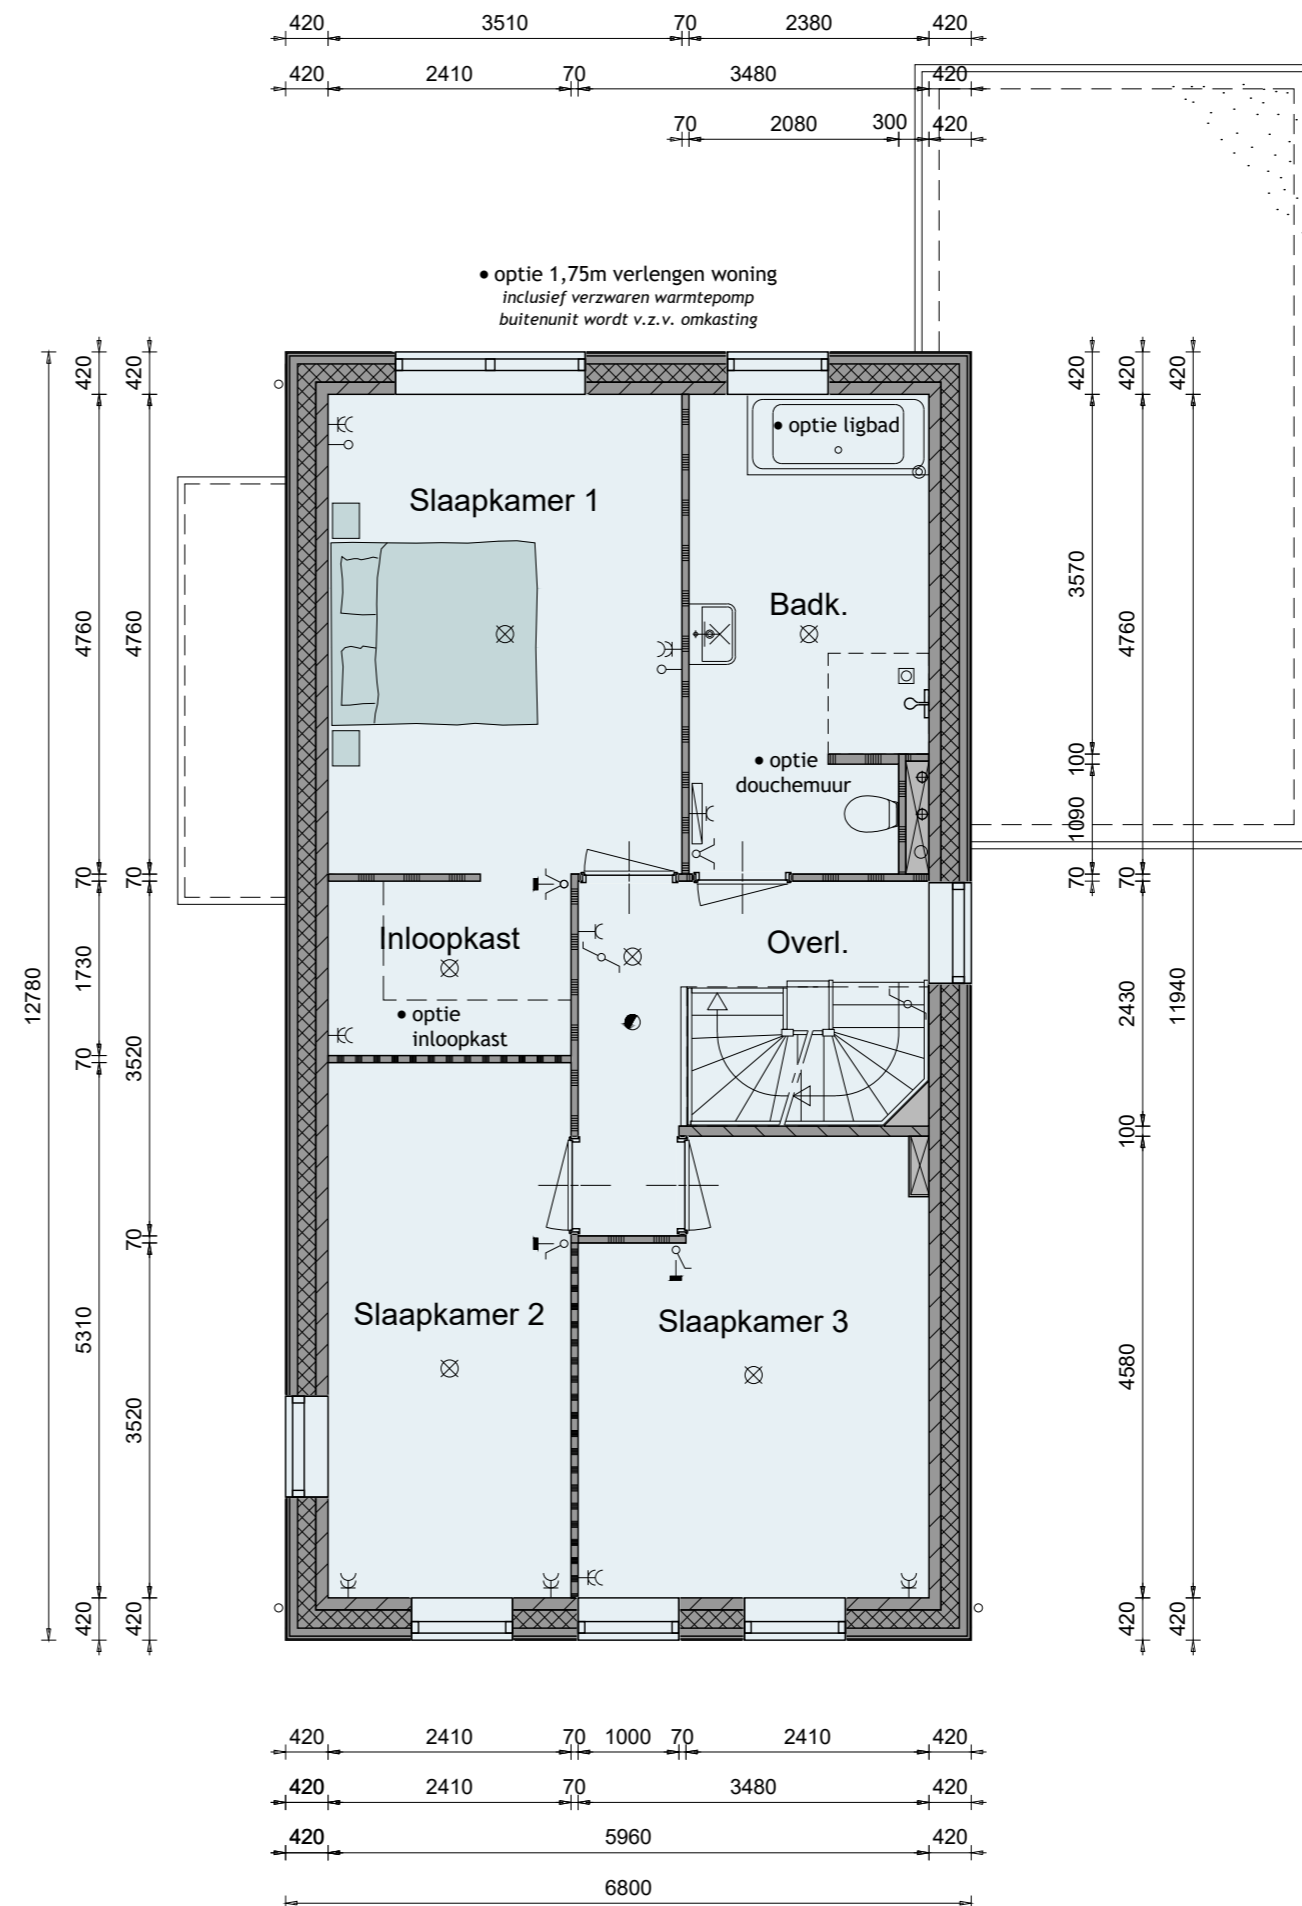 420 3510 70 2380 420
420 2410 70 3480 420
70 2080 300 420
• optie 1,75m verlengen woning
inclusief verzwaren warmtepomp
buitenunit wordt v.z.v. omkasting
12780
420 4760 70 1730 70 5310 420
420 4760 70 3520 70 3520 420
Slaapkamer 1
• optie ligbad
Badk.
• optie
douchemuur
Inloopkast
• optie
inloopkast
Overl.
Slaapkamer 2
Slaapkamer 3
420 3570 100 1090 70
420 4760 70 2430 100 4580 420
420 11940 420
420 2410 70 1000 70 2410 420
420 2410 70 3480 420
420 5960 420
6800